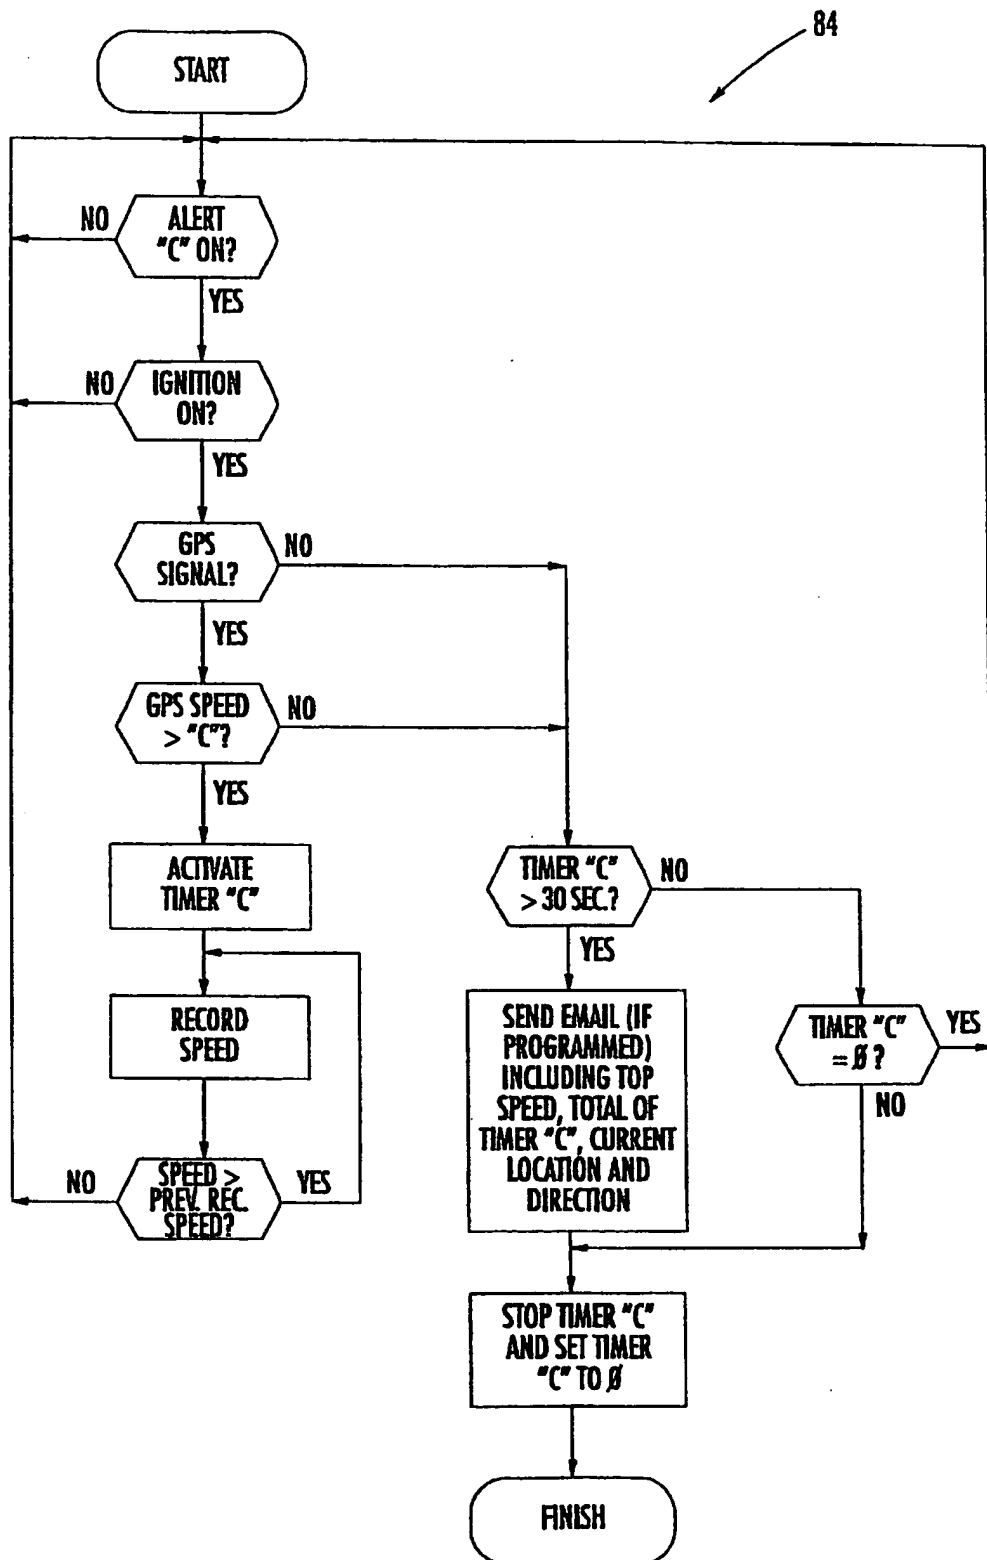 84
START
NO
ALERT
"C" ON?
YES
NO
IGNITION
ON?
YES
GPS
SIGNAL?
NO
YES
GPS SPEED
> "C"?
NO
YES
ACTIVATE
TIMER "C"
RECORD
SPEED
NO
SPEED >
PREV. REC.
SPEED?
YES
TIMER "C"
> 30 SEC.?
NO
YES
SEND EMAIL (IF
PROGRAMMED)
INCLUDING TOP
SPEED, TOTAL OF
TIMER "C", CURRENT
LOCATION AND
DIRECTION
TIMER "C"
= Ø ?
YES
NO
STOP TIMER "C"
AND SET TIMER
"C" TO Ø
FINISH